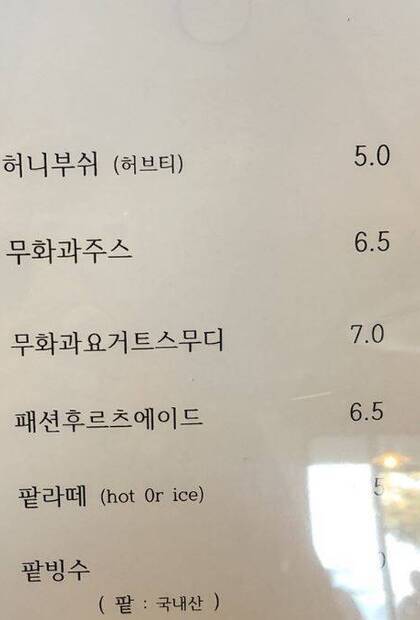 허니부쉬 (허브티) 5.0
무화과주스 6.5
무화과요거트스무디 7.0
패션후르츠에이드 6.5
팥라떼 (hot 0r ice)
팥빙수
( 팥 : 국내산 )